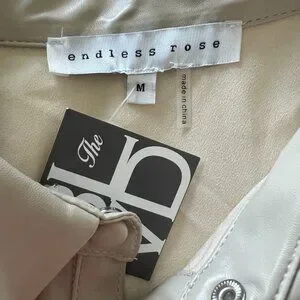 endless rose
M
made in china
The